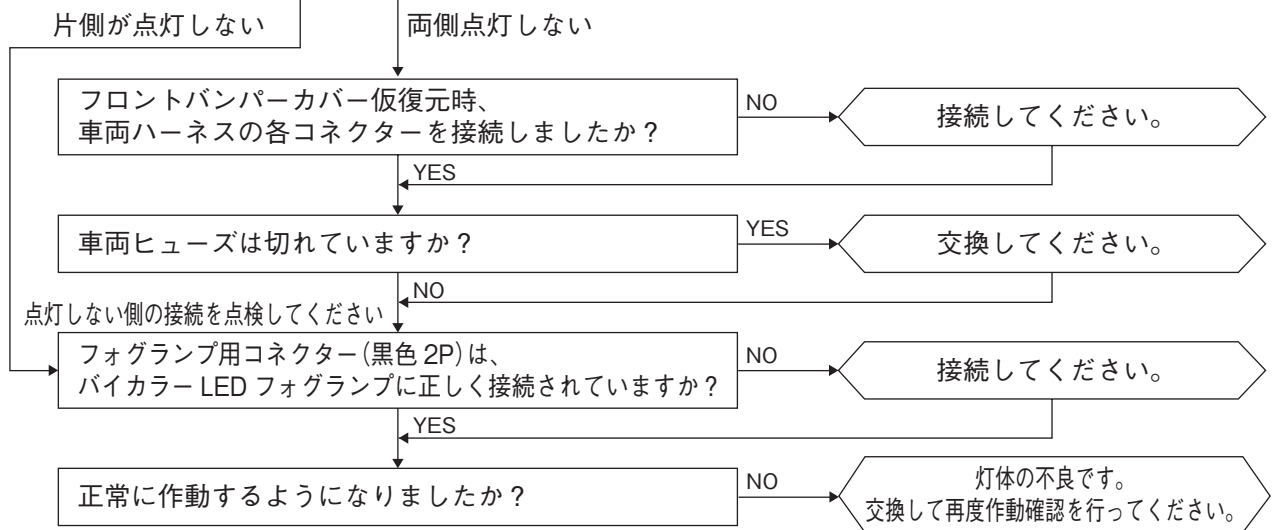 片側が点灯しない
両側点灯しない
フロントバンパーカバー仮復元時、
車両ハーネスの各コネクターを接続しましたか？
NO
接続してください。
YES
車両ヒューズは切れていますか？
YES
交換してください。
NO
点灯しない側の接続を点検してください
フォグランプ用コネクター(黒色 2P)は、
バイカラー LED フォグランプに正しく接続されていますか？
NO
接続してください。
YES
正常に作動するようになりましたか？
NO
灯体の不良です。
交換して再度作動確認を行ってください。